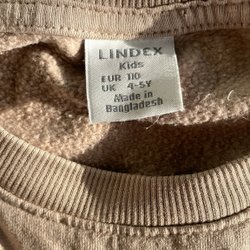 LINDEX
Kids
EUR 110
UK 4-5Y
Made in
Bangladesh